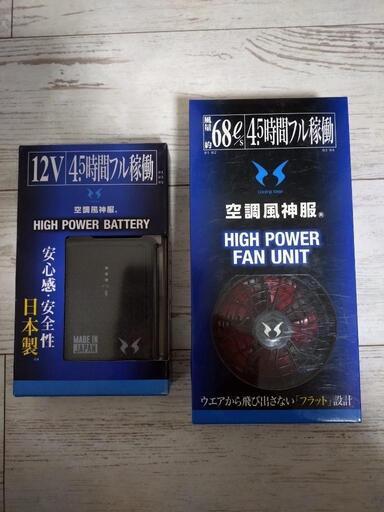 12V 4.5時間フル稼働
空調風神服®
HIGH POWER BATTERY
安心感・安全性
日本製
MADE IN
JAPAN
風量約68ℓ/s 4.5時間フル稼働
空調風神服®
HIGH POWER
FAN UNIT
ウエアから飛び出さない「フラット」設計